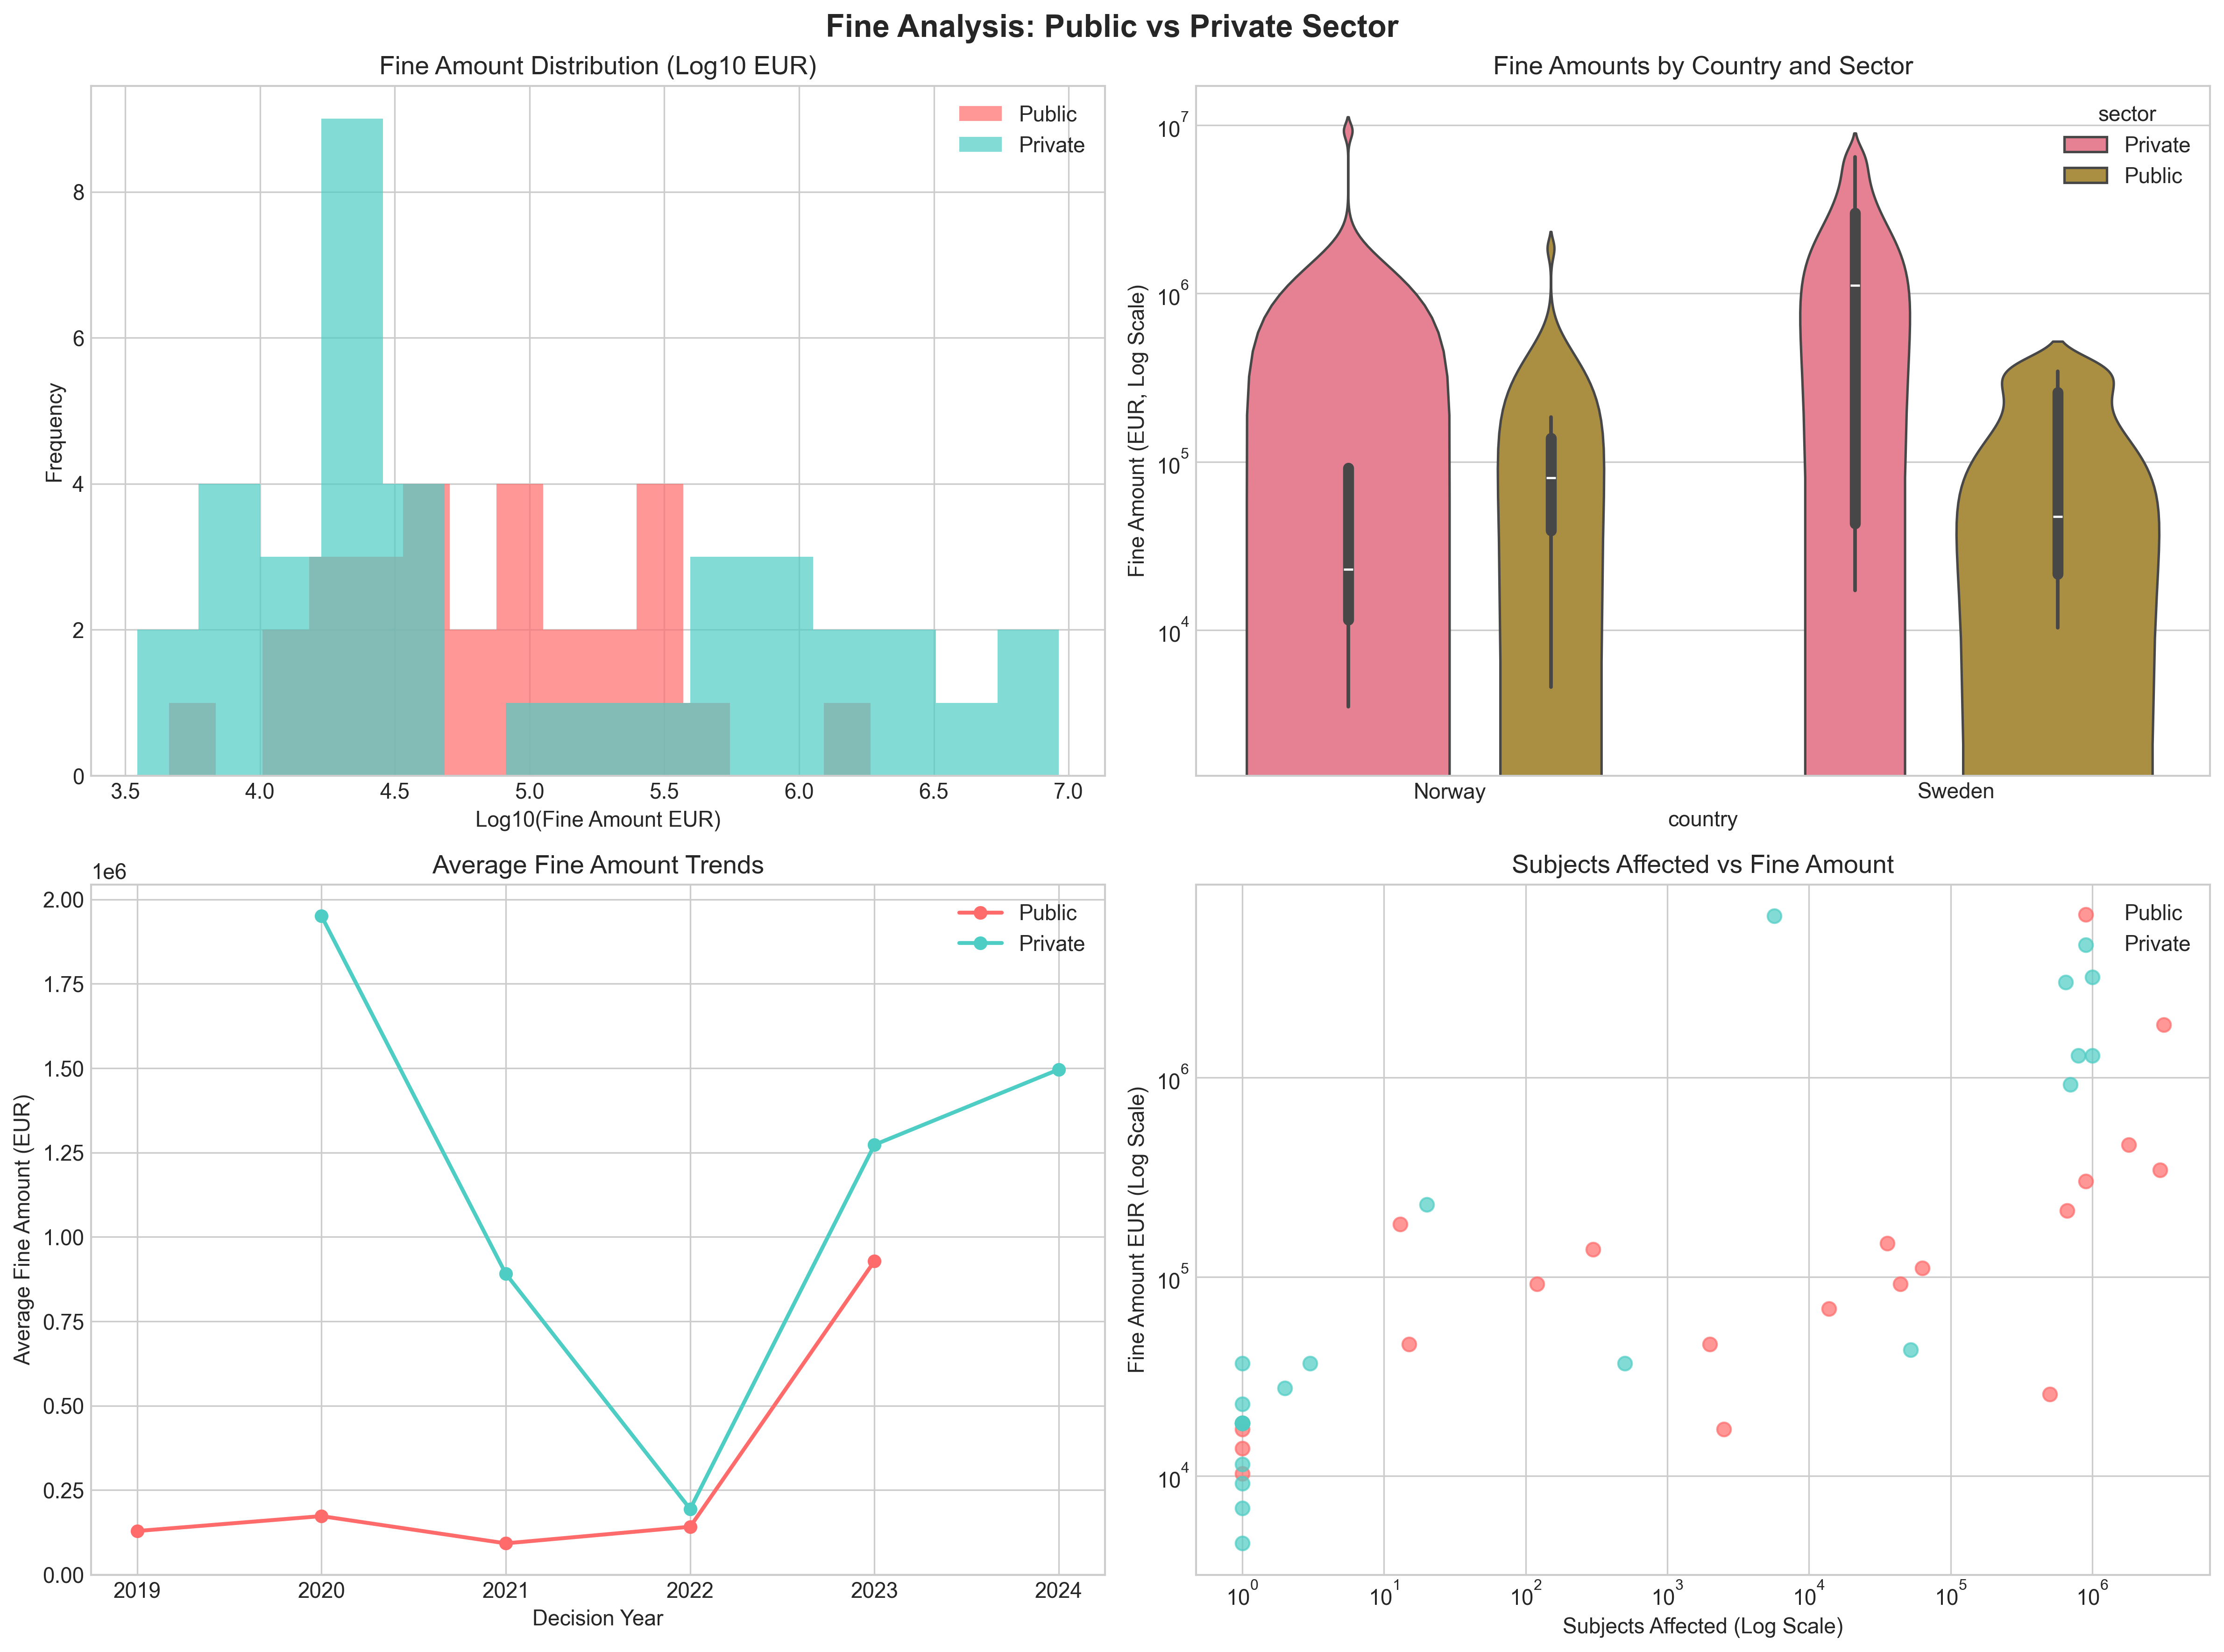 Fine Analysis: Public vs Private Sector
Fine Amount Distribution (Log10 EUR)
Frequency
8
6
4
2
0
3.5 4.0 4.5 5.0 5.5 6.0 6.5 7.0
Log10(Fine Amount EUR)
Public
Private
Fine Amounts by Country and Sector
Fine Amount (EUR, Log Scale)
10^7
10^6
10^5
10^4
Norway Sweden
country
sector
Private
Public
Average Fine Amount Trends
1e6
Average Fine Amount (EUR)
2.00
1.75
1.50
1.25
1.00
0.75
0.50
0.25
0.00
2019 2020 2021 2022 2023 2024
Decision Year
Public
Private
Subjects Affected vs Fine Amount
Fine Amount EUR (Log Scale)
10^6
10^5
10^4
10^0 10^1 10^2 10^3 10^4 10^5 10^6
Subjects Affected (Log Scale)
Public
Private